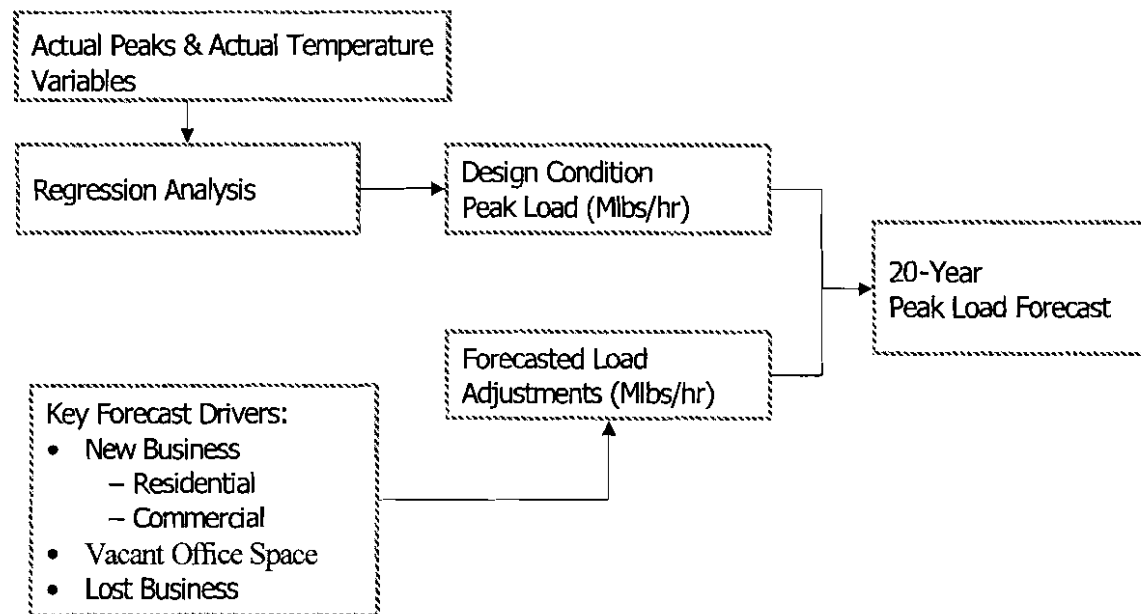 Actual Peaks & Actual Temperature
Variables
Regression Analysis
Design Condition
Peak Load (Mlbs/hr)
20-Year
Peak Load Forecast
Forecasted Load
Adjustments (Mlbs/hr)
Key Forecast Drivers:
• New Business
– Residential
– Commercial
• Vacant Office Space
• Lost Business